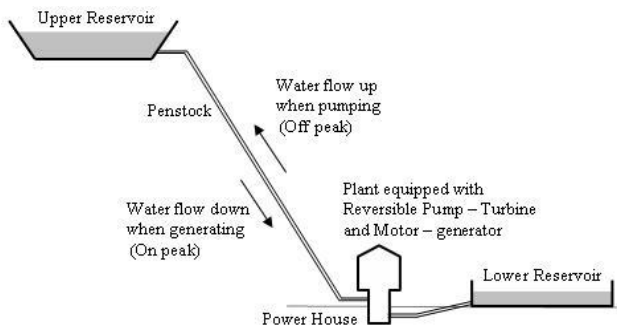 Upper Reservoir
Penstock
Water flow up
when pumping
(Off peak)
Water flow down
when generating
(On peak)
Plant equipped with
Reversible Pump – Turbine
and Motor – generator
Lower Reservoir
Power House